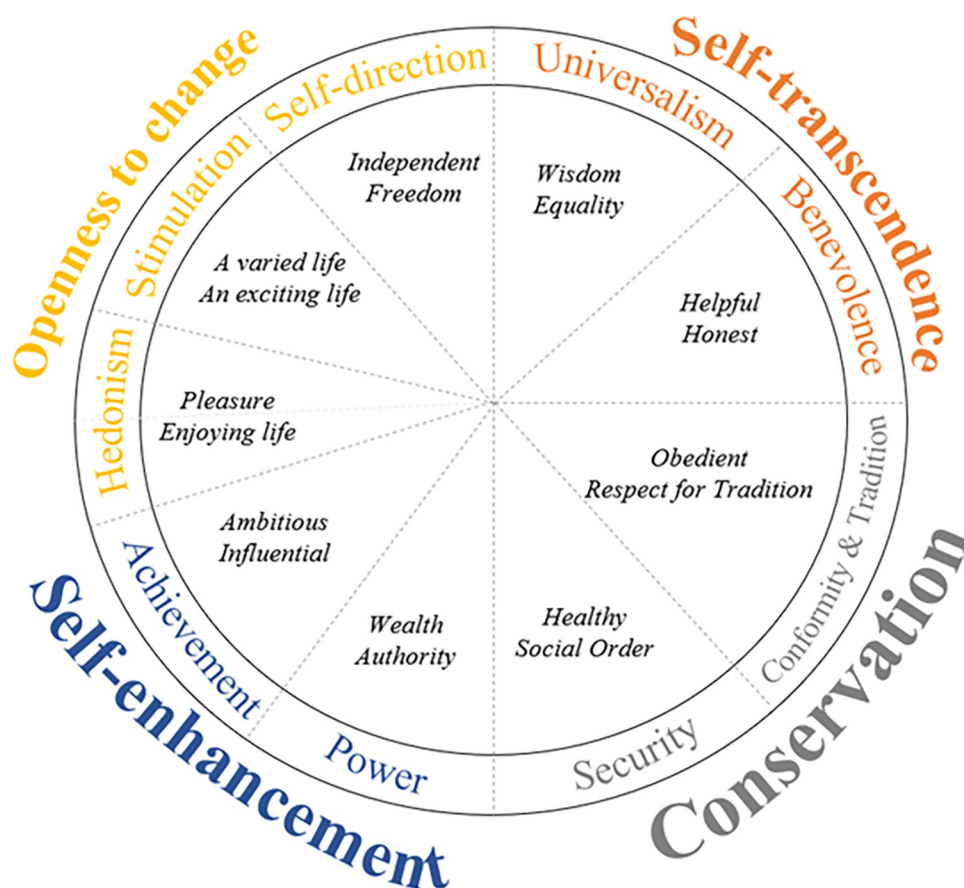 Openness to change
Self-transcendence
Self-direction
Universalism
Stimulation
Benevolence
Independent
Freedom
Wisdom
Equality
A varied life
An exciting life
Helpful
Honest
Hedonism
Pleasure
Enjoying life
Obedient
Respect for Tradition
Conformity & Tradition
Ambitious
Influential
Achievement
Wealth
Authority
Healthy
Social Order
Power
Security
Self-enhancement
Conservation